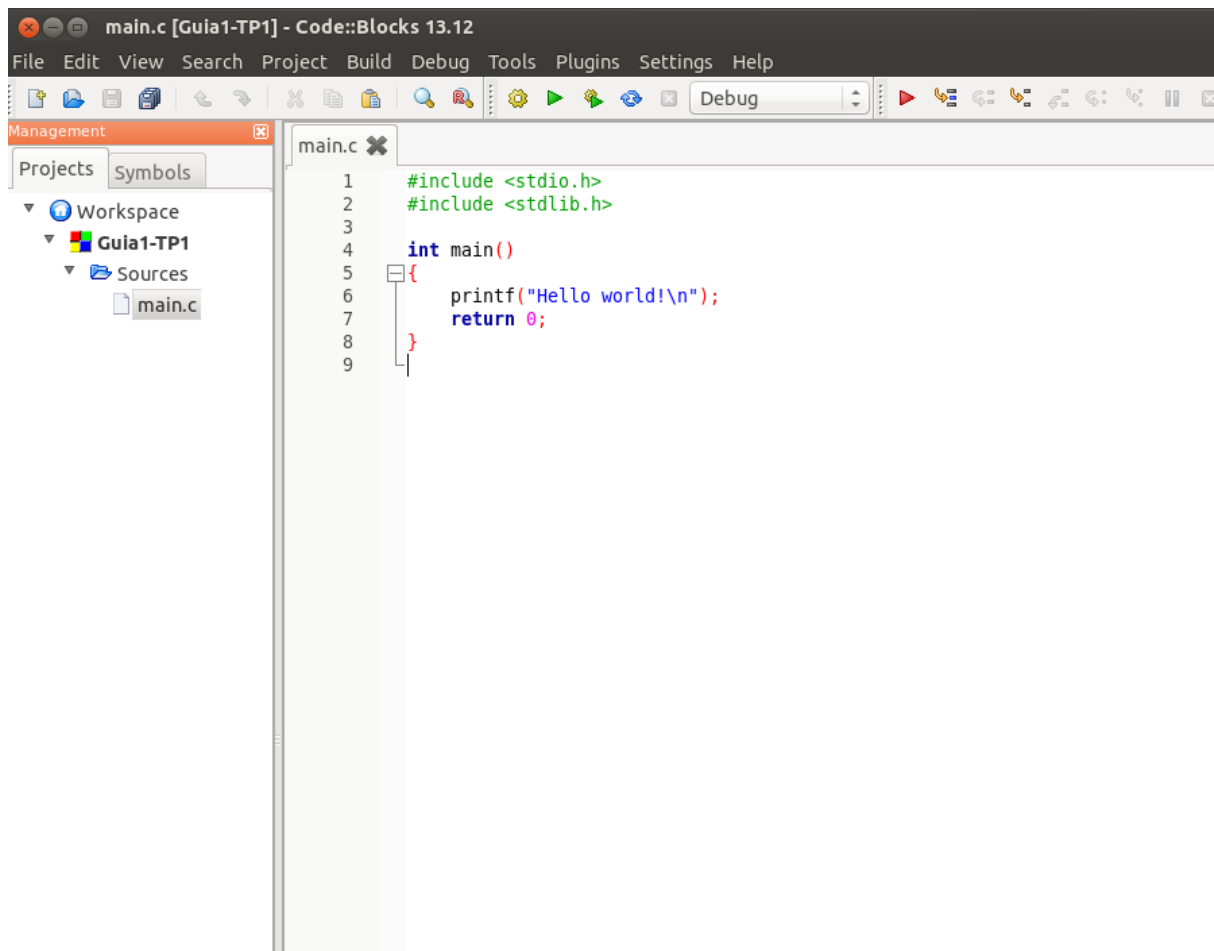 main.c [Guia1-TP1] - Code::Blocks 13.12
File Edit View Search Project Build Debug Tools Plugins Settings Help
Debug
Management
main.c
Projects Symbols
Workspace
Guia1-TP1
Sources
main.c
1 #include <stdio.h>
2 #include <stdlib.h>
3
4 int main()
5 {
6 printf("Hello world!\n");
7 return 0;
8 }
9